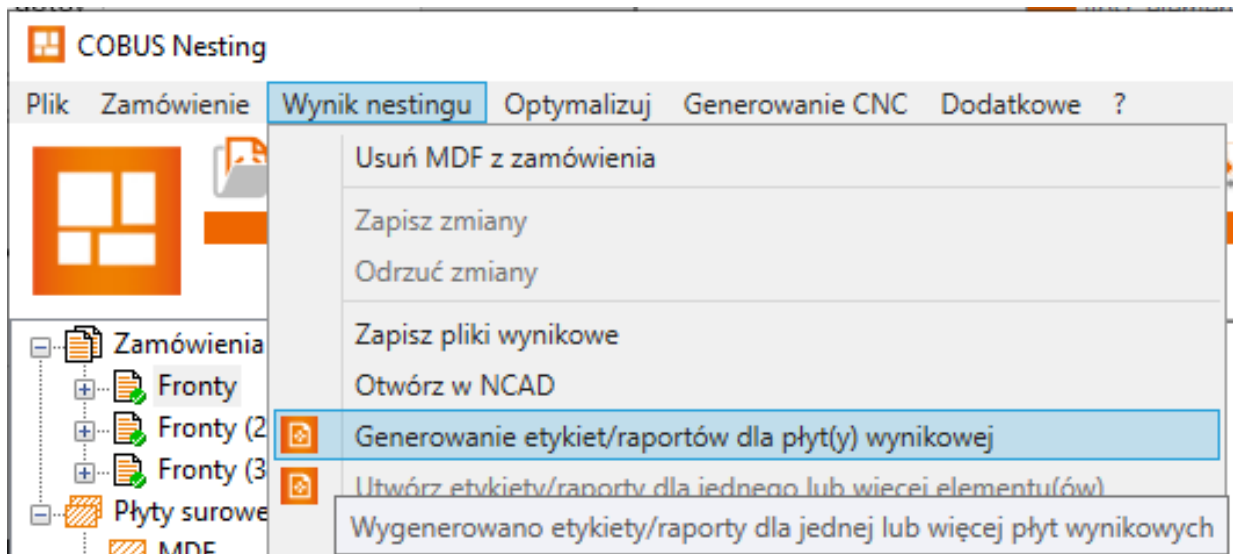 COBUS Nesting
Plik Zamówienie Wynik nestingu Optymalizuj Generowanie CNC Dodatkowe ?
Usuń MDF z zamówienia
Zapisz zmiany
Odrzuć zmiany
Zapisz pliki wynikowe
Otwórz w NCAD
Generowanie etykiet/raportów dla płyt(y) wynikowej
Utwórz etykiety/raporty dla jednego lub więcej elementu(ów)
Wygenerowano etykiety/raporty dla jednej lub więcej płyt wynikowych
Zamówienia
Fronty
Fronty (2
Fronty (3
Płyty surowe
MDF